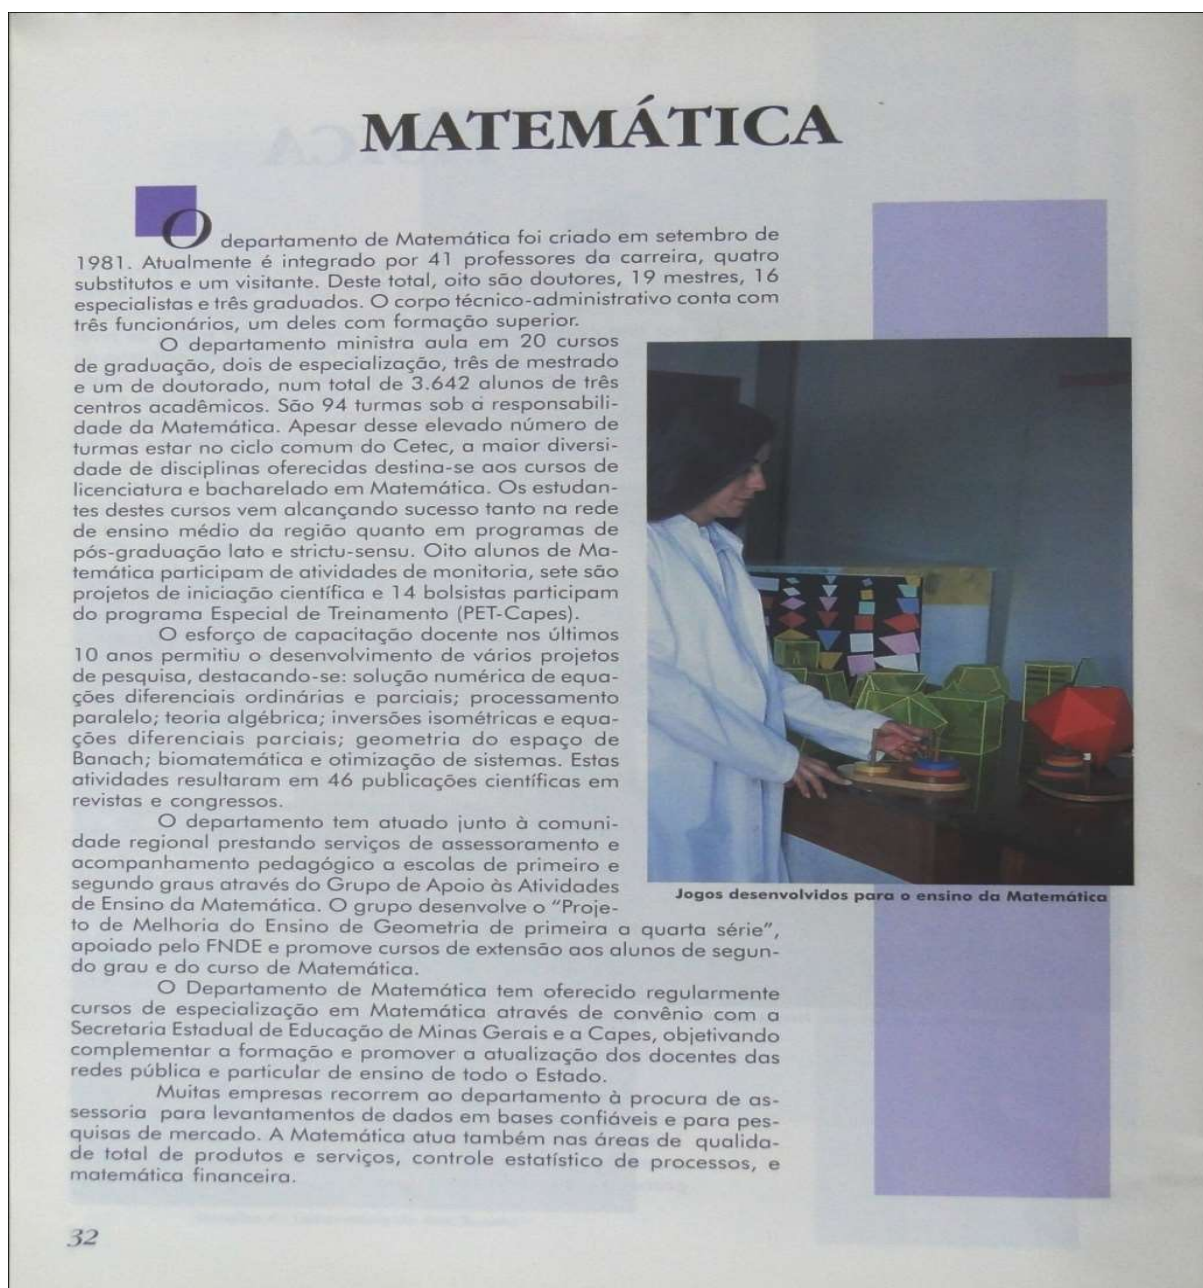 MATEMÁTICA
O departamento de Matemática foi criado em setembro de
1981. Atualmente é integrado por 41 professores da carreira, quatro
substitutos e um visitante. Deste total, oito são doutores, 19 mestres, 16
especialistas e três graduados. O corpo técnico-administrativo conta com
três funcionários, um deles com formação superior.
O departamento ministra aula em 20 cursos
de graduação, dois de especialização, três de mestrado
e um de doutorado, num total de 3.642 alunos de três
centros acadêmicos. São 94 turmas sob a responsabili-
dade da Matemática. Apesar desse elevado número de
turmas estar no ciclo comum do Cetec, a maior diversi-
dade de disciplinas oferecidas destina-se aos cursos de
licenciatura e bacharelado em Matemática. Os estudan-
tes destes cursos vem alcançando sucesso tanto na rede
de ensino médio da região quanto em programas de
pós-graduação lato e strictu-sensu. Oito alunos de Ma-
temática participam de atividades de monitoria, sete são
projetos de iniciação científica e 14 bolsistas participam
do programa Especial de Treinamento (PET-Capes).
O esforço de capacitação docente nos últimos
10 anos permitiu o desenvolvimento de vários projetos
de pesquisa, destacando-se: solução numérica de equa-
ções diferenciais ordinárias e parciais; processamento
paralelo; teoria algébrica; inversões isométricas e equa-
ções diferenciais parciais; geometria do espaço de
Banach; biomatemática e otimização de sistemas. Estas
atividades resultaram em 46 publicações científicas em
revistas e congressos.
O departamento tem atuado junto à comuni-
dade regional prestando serviços de assessoramento e
acompanhamento pedagógico a escolas de primeiro e
segundo graus através do Grupo de Apoio às Atividades
de Ensino da Matemática. O grupo desenvolve o “Proje-
to de Melhoria do Ensino de Geometria de primeira a quarta série”,
apoiado pelo FNDE e promove cursos de extensão aos alunos de segun-
do grau e do curso de Matemática.
O Departamento de Matemática tem oferecido regularmente
cursos de especialização em Matemática através de convênio com a
Secretaria Estadual de Educação de Minas Gerais e a Capes, objetivando
complementar a formação e promover a atualização dos docentes das
redes pública e particular de ensino de todo o Estado.
Muitas empresas recorrem ao departamento à procura de as-
sessoria para levantamentos de dados em bases confiáveis e para pes-
quisas de mercado. A Matemática atua também nas áreas de qualida-
de total de produtos e serviços, controle estatístico de processos, e
matemática financeira.
Jogos desenvolvidos para o ensino da Matemática
32